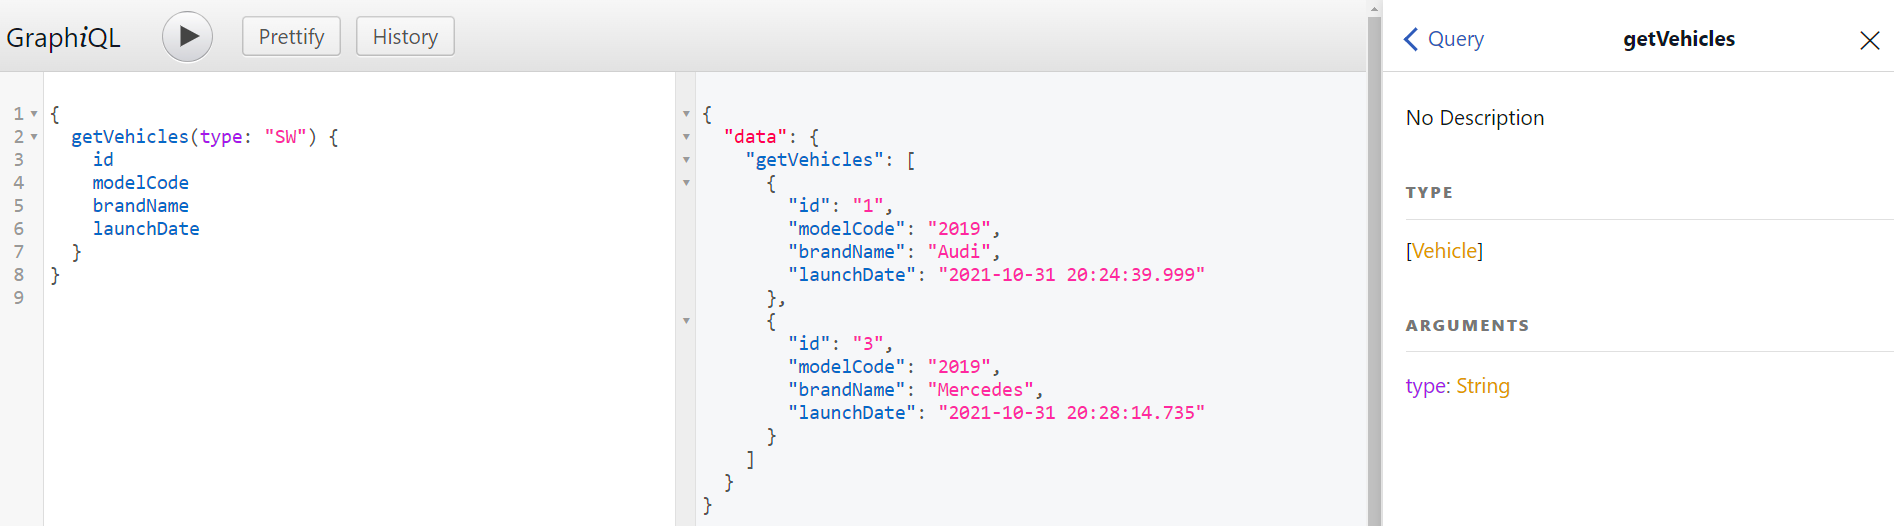 GraphiQL Prettify History
1 {
2   getVehicles(type: "SW") {
3     id
4     modelCode
5     brandName
6     launchDate
7   }
8 }
9
{
  "data": {
    "getVehicles": [
      {
        "id": "1",
        "modelCode": "2019",
        "brandName": "Audi",
        "launchDate": "2021-10-31 20:24:39.999"
      },
      {
        "id": "3",
        "modelCode": "2019",
        "brandName": "Mercedes",
        "launchDate": "2021-10-31 20:28:14.735"
      }
    ]
  }
}
Query getVehicles
No Description
TYPE
[Vehicle]
ARGUMENTS
type: String